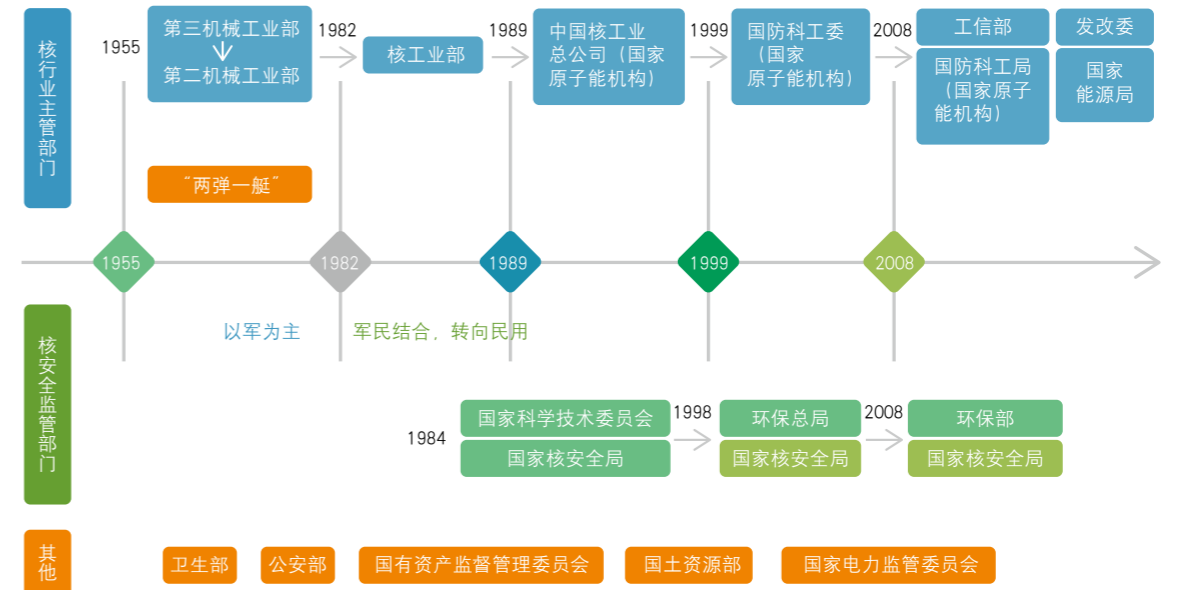 核行业主管部门
1955
第三机械工业部
第二机械工业部
1982
核工业部
1989
中国核工业
总公司（国家
原子能机构）
1999
国防科工委
（国家
原子能机构）
2008
工信部
国防科工局
（国家原子
能机构）
发改委
国家
能源局
“两弹一艇”
1955
1982
1989
1999
2008
以军为主
军民结合，转向民用
核安全监管部门
1984
国家科学技术委员会
国家核安全局
1998
环保总局
国家核安全局
2008
环保部
国家核安全局
其他
卫生部
公安部
国有资产监督管理委员会
国土资源部
国家电力监管委员会